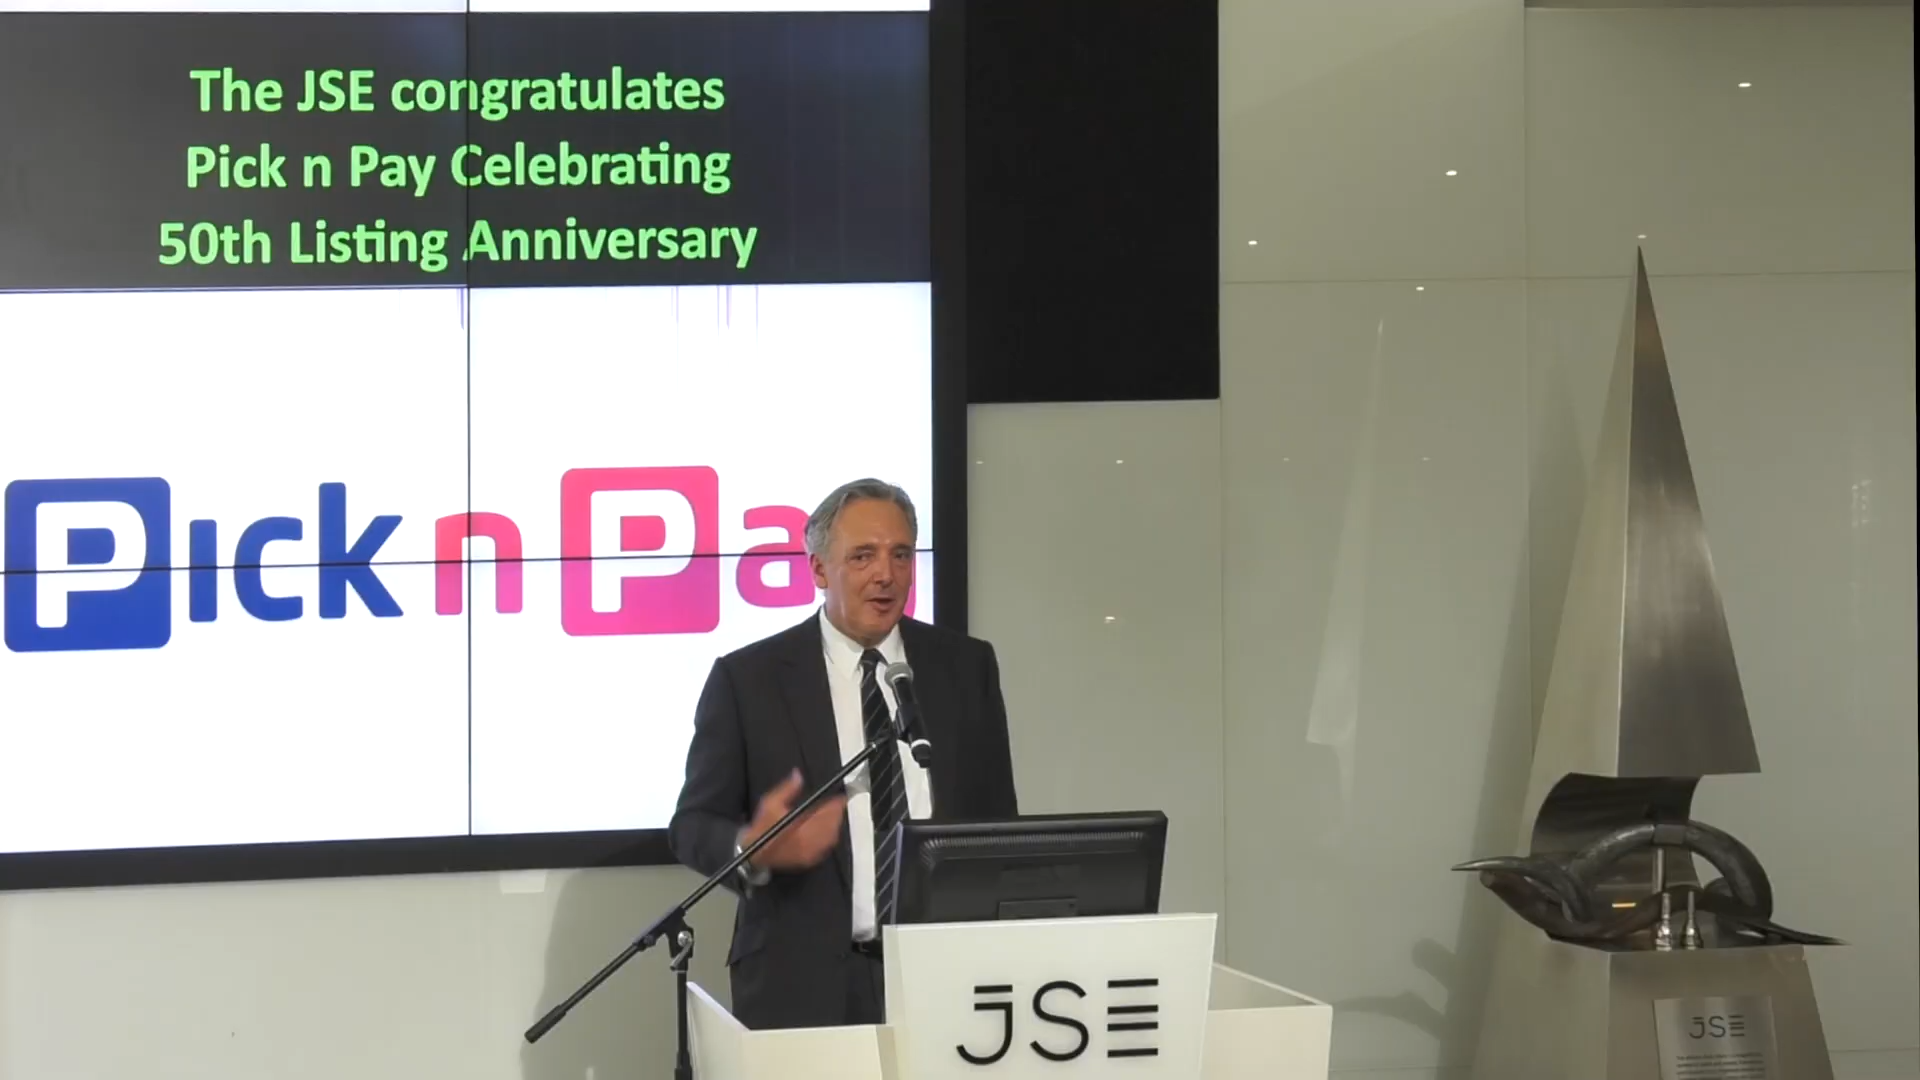 The JSE congratulates
Pick n Pay Celebrating
50th Listing Anniversary
Pick n Pay
JSE
JSE